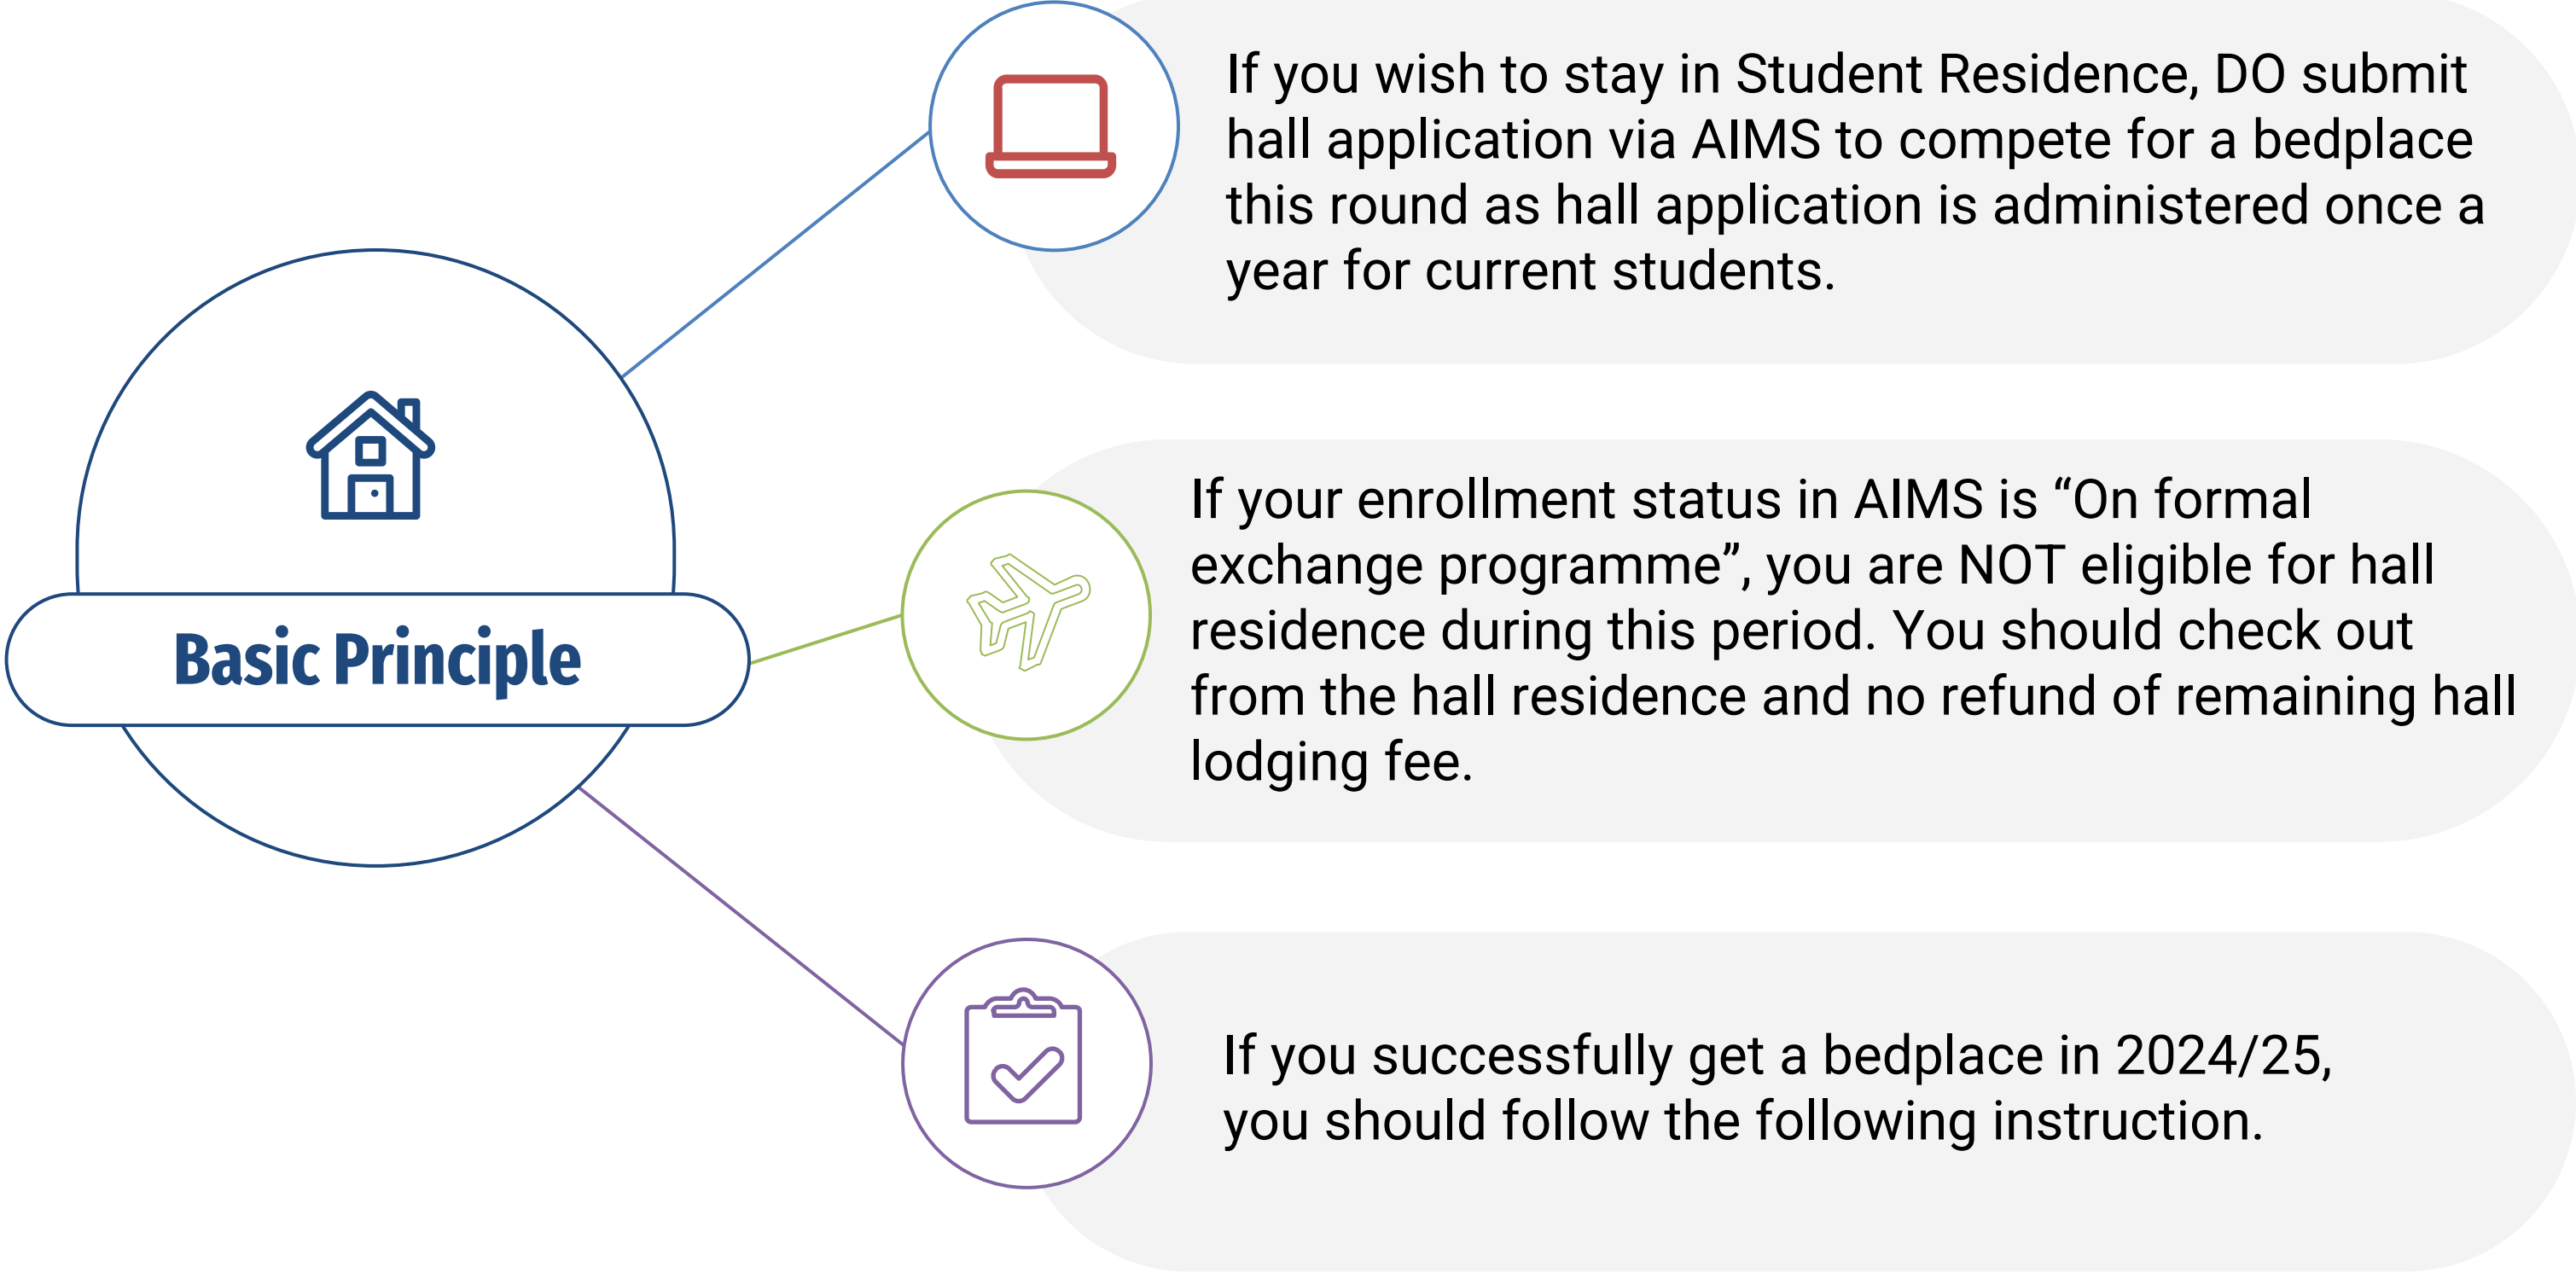 Basic Principle
If you wish to stay in Student Residence, DO submit
hall application via AIMS to compete for a bedplace
this round as hall application is administered once a
year for current students.
If your enrollment status in AIMS is “On formal
exchange programme”, you are NOT eligible for hall
residence during this period. You should check out
from the hall residence and no refund of remaining hall
lodging fee.
If you successfully get a bedplace in 2024/25,
you should follow the following instruction.